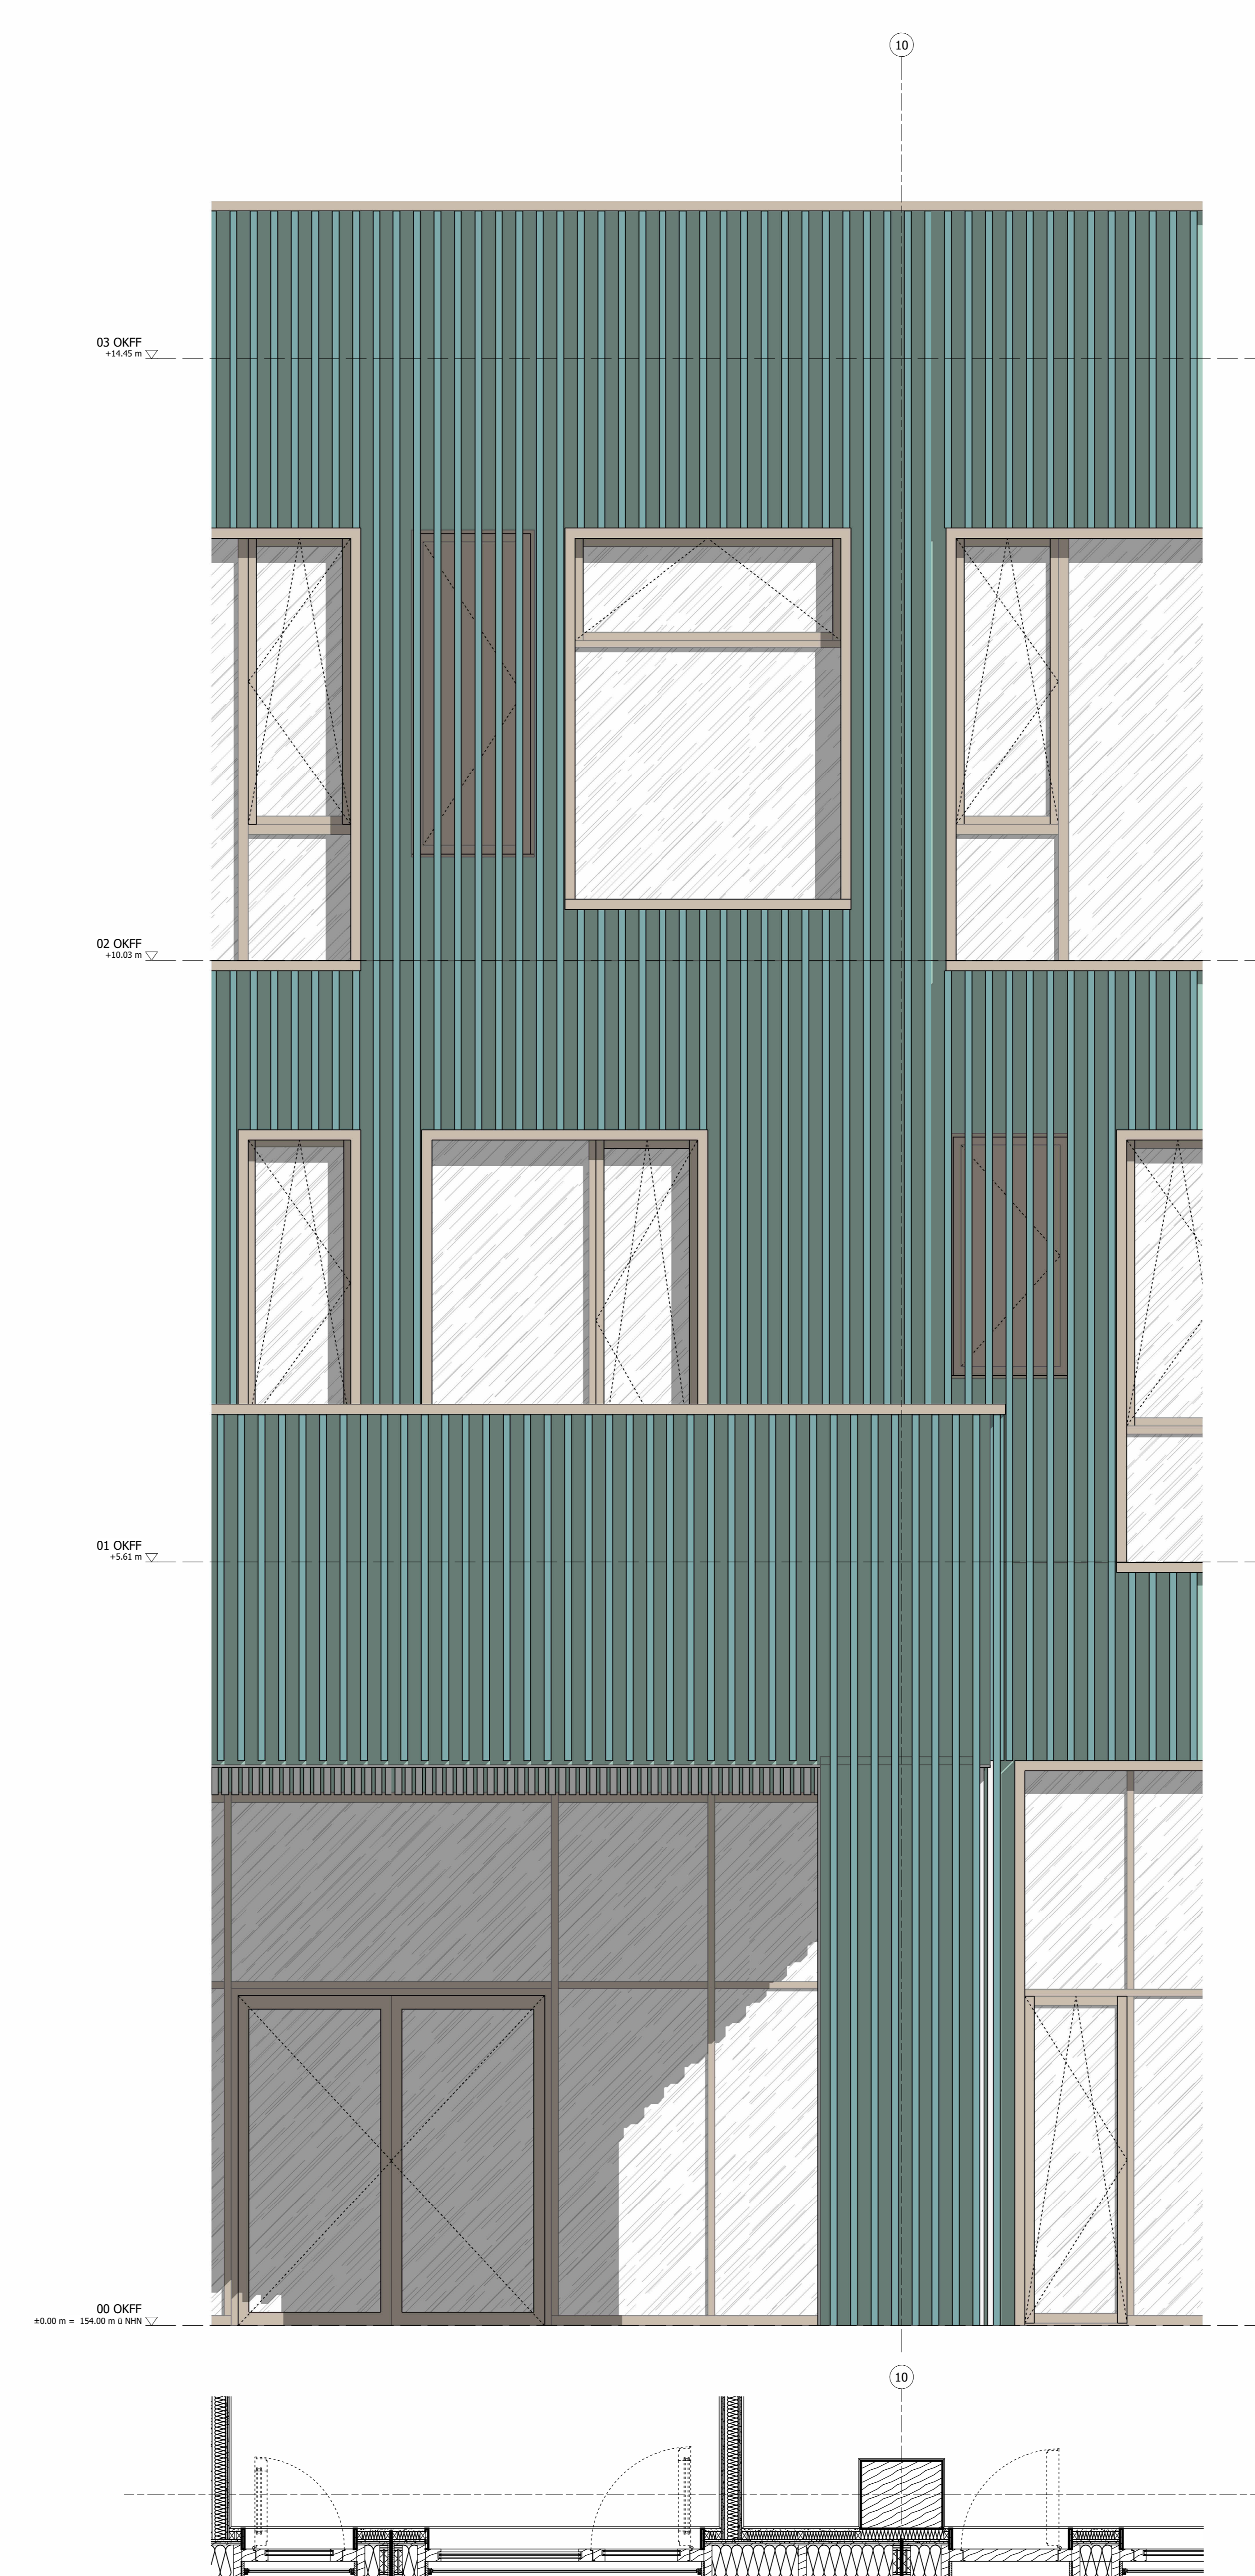 10
03 OKFF
+14.45 m
02 OKFF
+10.03 m
01 OKFF
+5.61 m
00 OKFF
±0.00 m = 154.00 m ü NHN
10